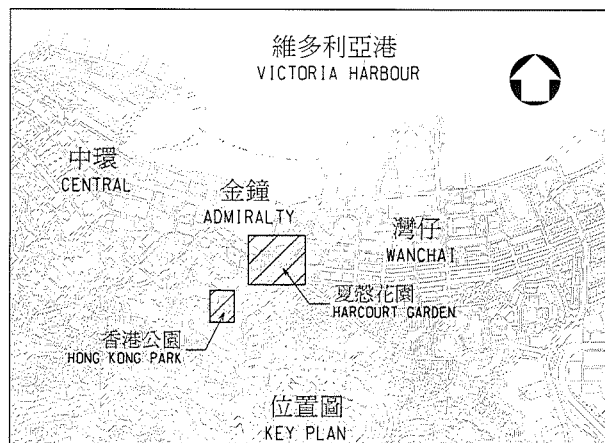 維多利亞港
VICTORIA HARBOUR
中環
CENTRAL
金鐘
ADMIRALTY
灣仔
WANCHAI
夏慤花園
HARCOURT GARDEN
香港公園
HONG KONG PARK
位置圖
KEY PLAN